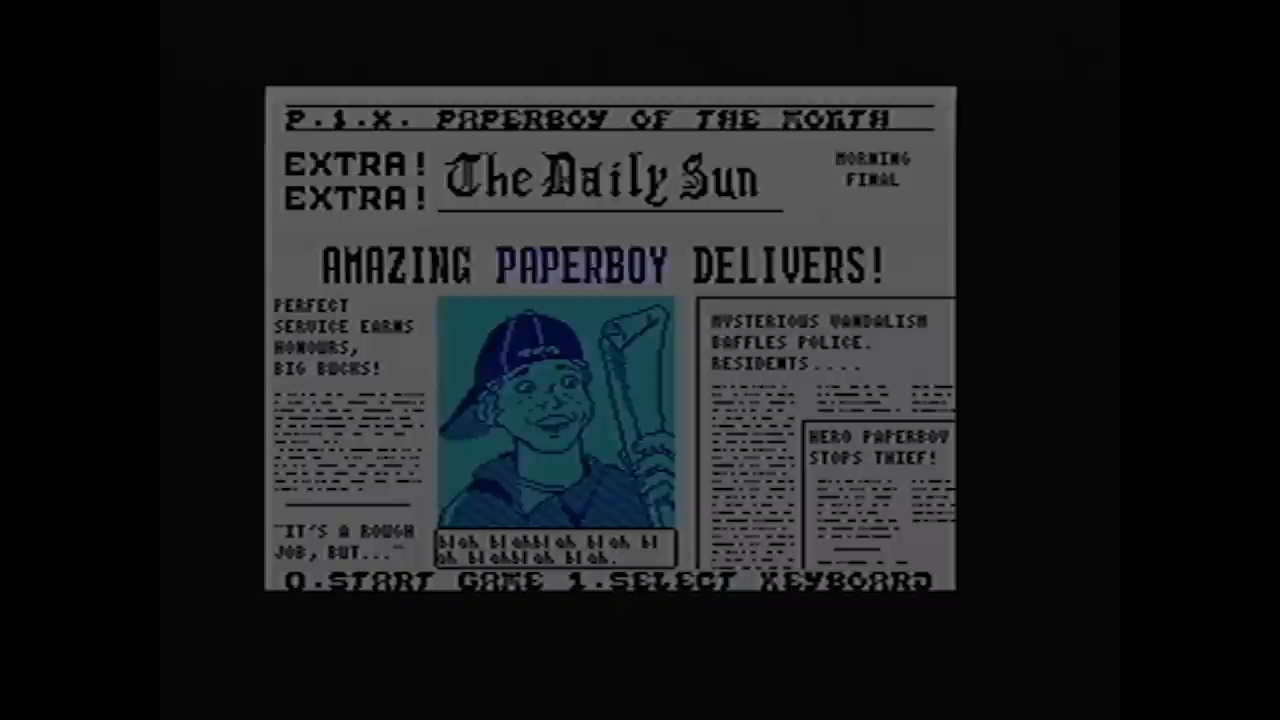 P.I.X. PAPERBOY OF THE MONTH
EXTRA!
EXTRA!
The Daily Sun
MORNING
FINAL
AMAZING PAPERBOY DELIVERS!
PERFECT
SERVICE EARNS
HONOURS,
BIG BUCKS!
"IT'S A ROUGH
JOB, BUT..."
blah blahblah blah bl
ah blahblah blah.
MYSTERIOUS VANDALISM
BAFFLES POLICE.
RESIDENTS....
HERO PAPERBOY
STOPS THIEF!
0.START GAME 1.SELECT KEYBOARD